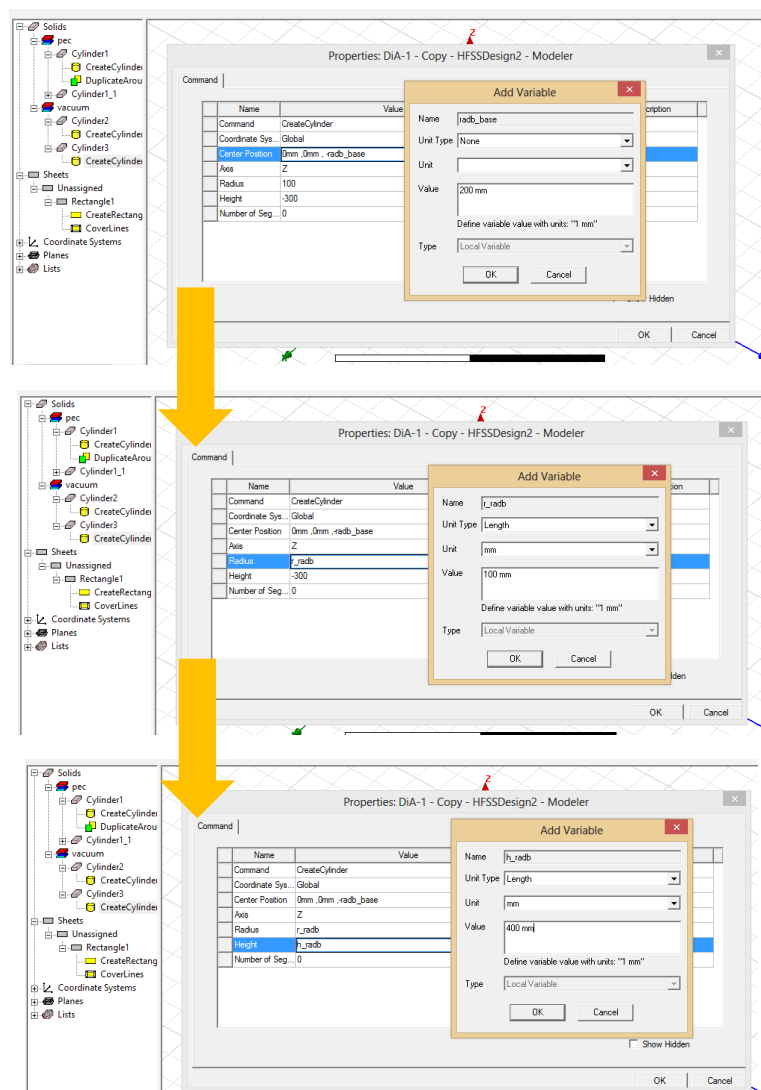 Solids
pec
Cylinder1
CreateCylinder
DuplicateArou
Cylinder1_1
vacuum
Cylinder2
CreateCylinder
Cylinder3
CreateCylinder
Sheets
Unassigned
Rectangle1
CreateRectang
CoverLines
Coordinate Systems
Planes
Lists
Z
Properties: DiA-1 - Copy - HFSSDesign2 - Modeler
Command
Name Value cription
Command CreateCylinder
Coordinate Sys... Global
Center Position 0mm ,0mm , -radb_base
Axis Z
Radius 100
Height -300
Number of Seg... 0
Add Variable
Name radb_base
Unit Type None
Unit
Value 200 mm
Define variable value with units: "1 mm"
Type Local Variable
OK Cancel
Show Hidden
OK Cancel
Solids
pec
Cylinder1
CreateCylinder
DuplicateArou
Cylinder1_1
vacuum
Cylinder2
CreateCylinder
Cylinder3
CreateCylinder
Sheets
Unassigned
Rectangle1
CreateRectang
CoverLines
Coordinate Systems
Planes
Lists
Z
Properties: DiA-1 - Copy - HFSSDesign2 - Modeler
Command
Name Value ion
Command CreateCylinder
Coordinate Sys... Global
Center Position 0mm ,0mm ,-radb_base
Axis Z
Radius r_radb
Height -300
Number of Seg... 0
Add Variable
Name r_radb
Unit Type Length
Unit mm
Value 100 mm
Define variable value with units: "1 mm"
Type Local Variable
OK Cancel
den
OK Cancel
Solids
pec
Cylinder1
CreateCylinder
DuplicateArou
Cylinder1_1
vacuum
Cylinder2
CreateCylinder
Cylinder3
CreateCylinder
Sheets
Unassigned
Rectangle1
CreateRectang
CoverLines
Coordinate Systems
Planes
Lists
Z
Properties: DiA-1 - Copy - HFSSDesign2 - Modeler
Command
Name Value
Command CreateCylinder
Coordinate Sys... Global
Center Position 0mm ,0mm ,-radb_base
Axis Z
Radius r_radb
Height h_radb
Number of Seg... 0
Add Variable
Name h_radb
Unit Type Length
Unit mm
Value 400 mm
Define variable value with units: "1 mm"
Type Local Variable
OK Cancel
Show Hidden
OK Cancel